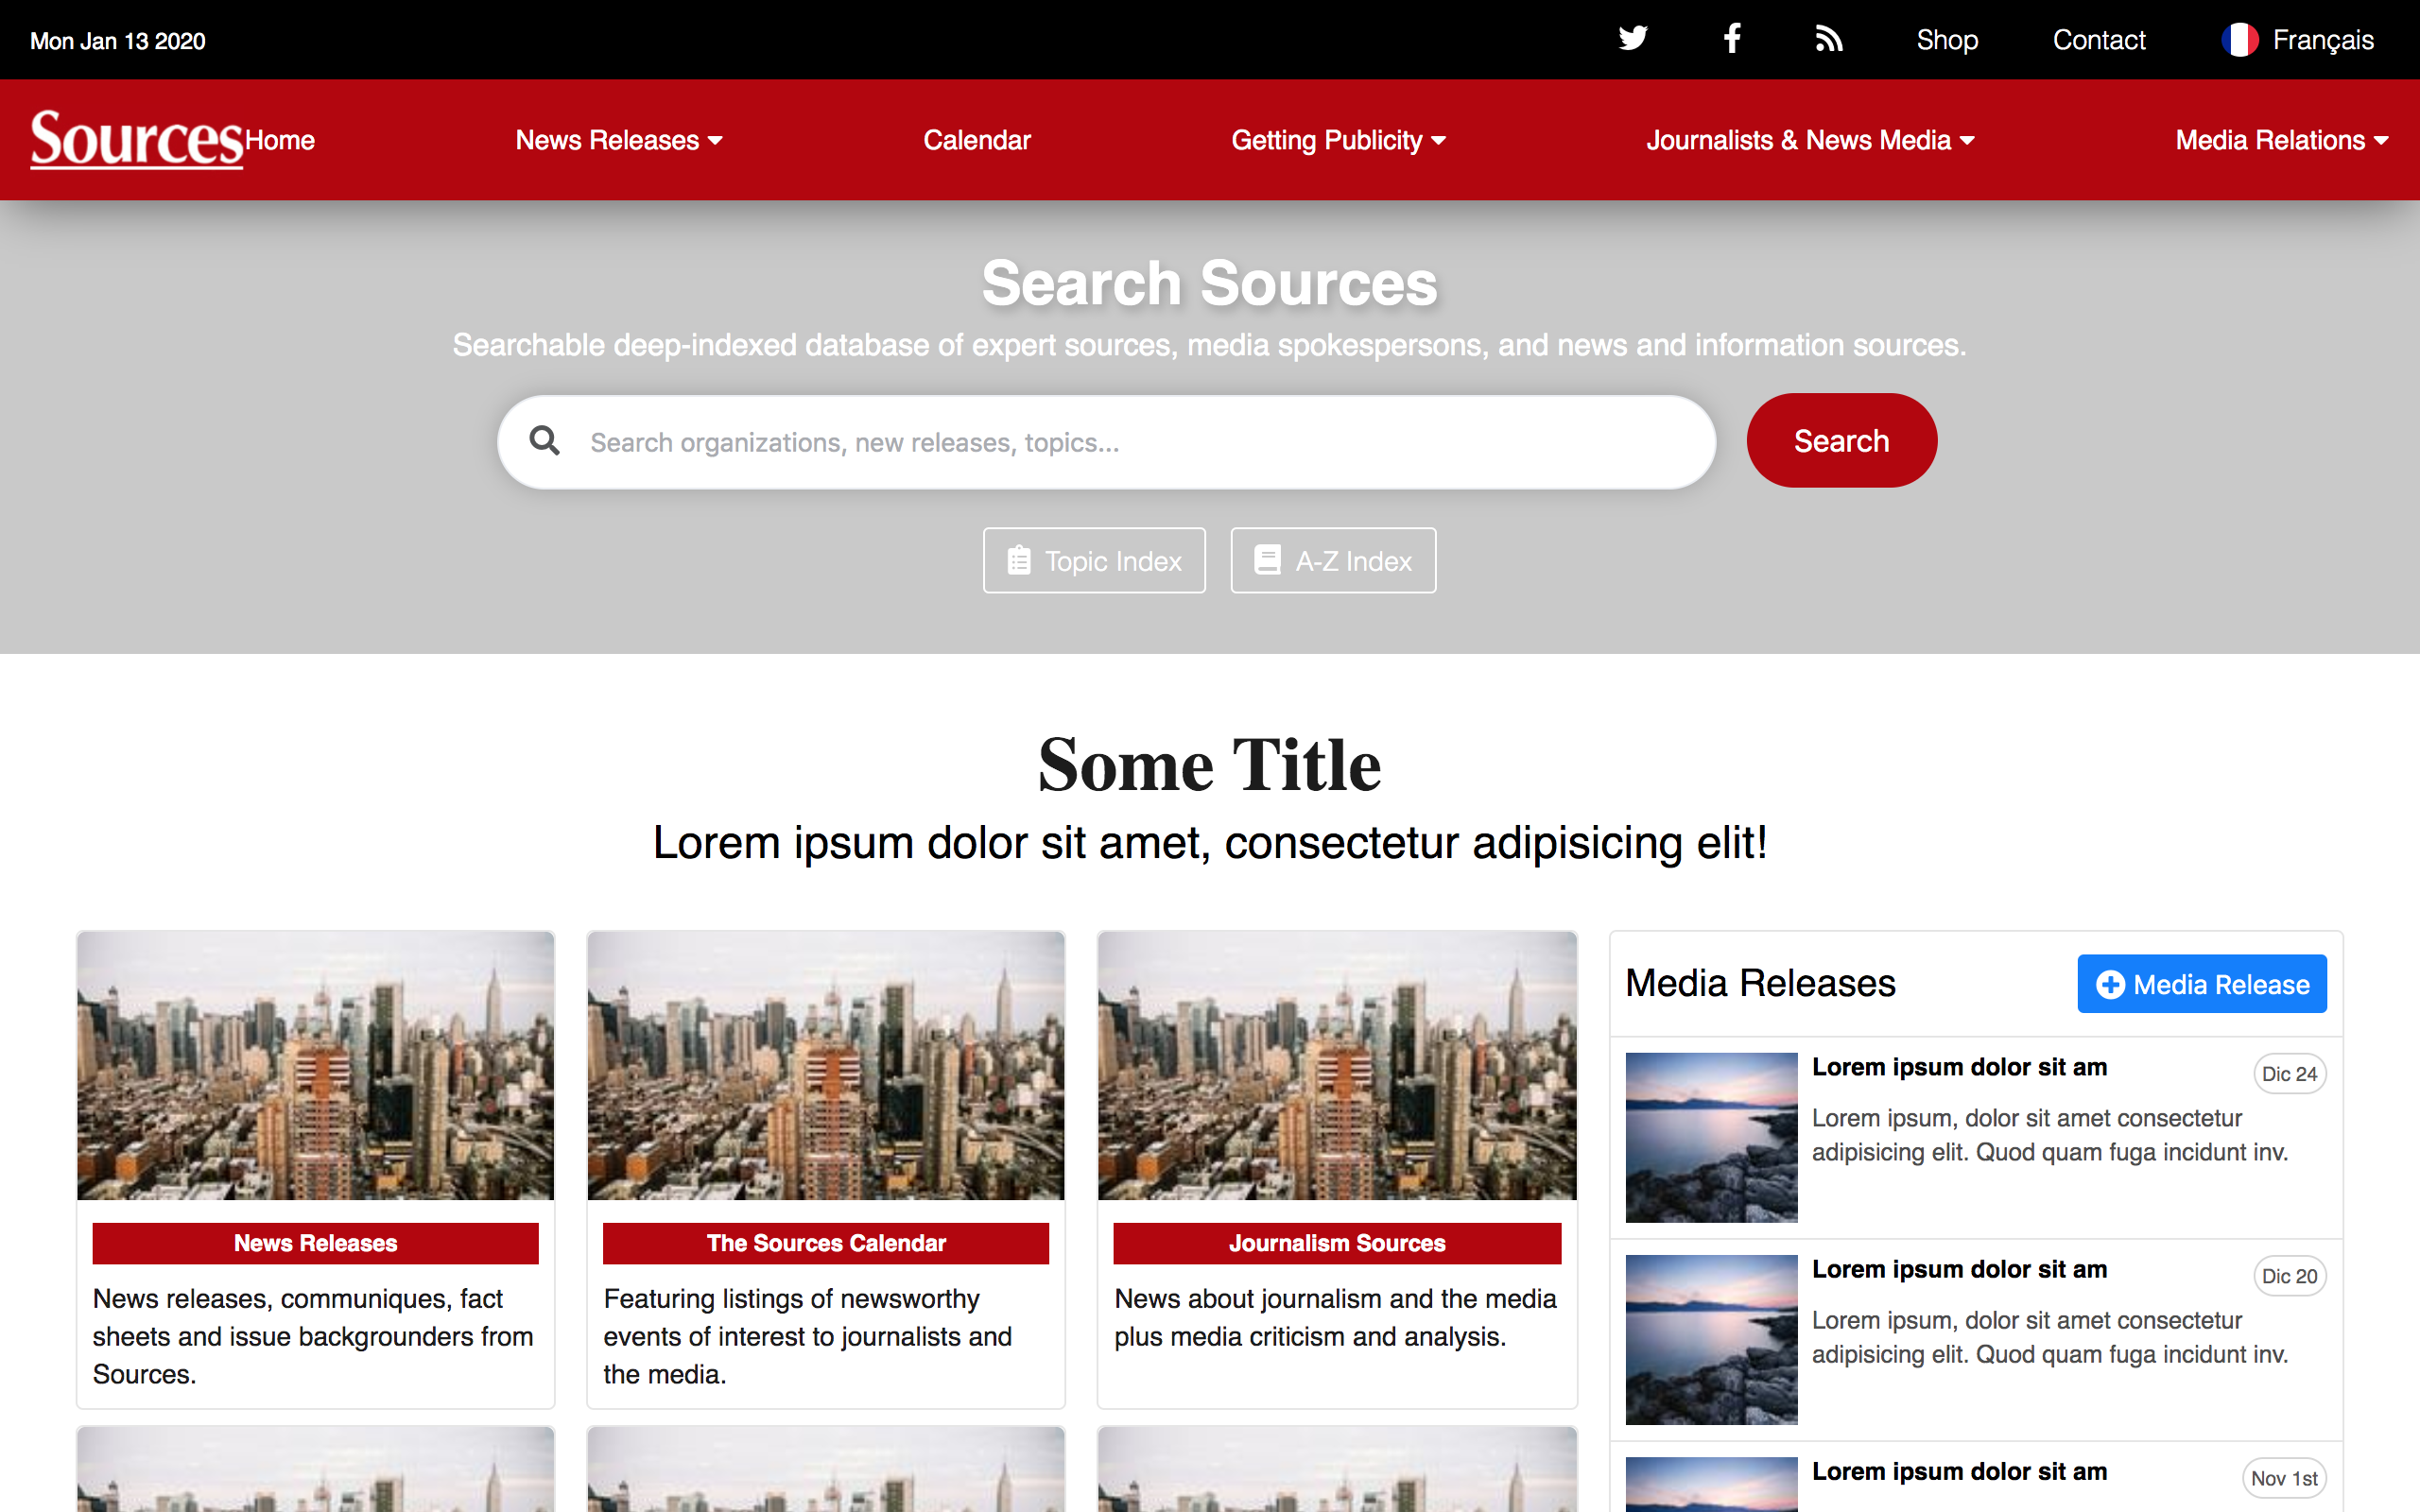 Mon Jan 13 2020
Shop
Contact
Français
Sources
Home
News Releases
Calendar
Getting Publicity
Journalists & News Media
Media Relations
Search Sources
Searchable deep-indexed database of expert sources, media spokespersons, and news and information sources.
Search organizations, new releases, topics...
Search
Topic Index
A-Z Index
Some Title
Lorem ipsum dolor sit amet, consectetur adipisicing elit!
News Releases
News releases, communiques, fact
sheets and issue backgrounders from
Sources.
The Sources Calendar
Featuring listings of newsworthy
events of interest to journalists and
the media.
Journalism Sources
News about journalism and the media
plus media criticism and analysis.
Media Releases
Media Release
Lorem ipsum dolor sit am
Dic 24
Lorem ipsum, dolor sit amet consectetur
adipisicing elit. Quod quam fuga incidunt inv.
Lorem ipsum dolor sit am
Dic 20
Lorem ipsum, dolor sit amet consectetur
adipisicing elit. Quod quam fuga incidunt inv.
Lorem ipsum dolor sit am
Nov 1st